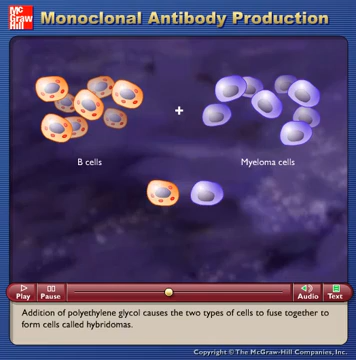 Mc
Graw
Hill
Monoclonal Antibody Production
+
B cells
Myeloma cells
Play
Pause
Audio
Text
Addition of polyethylene glycol causes the two types of cells to fuse together to
form cells called hybridomas.
Copyright © The McGraw-Hill Companies, Inc.